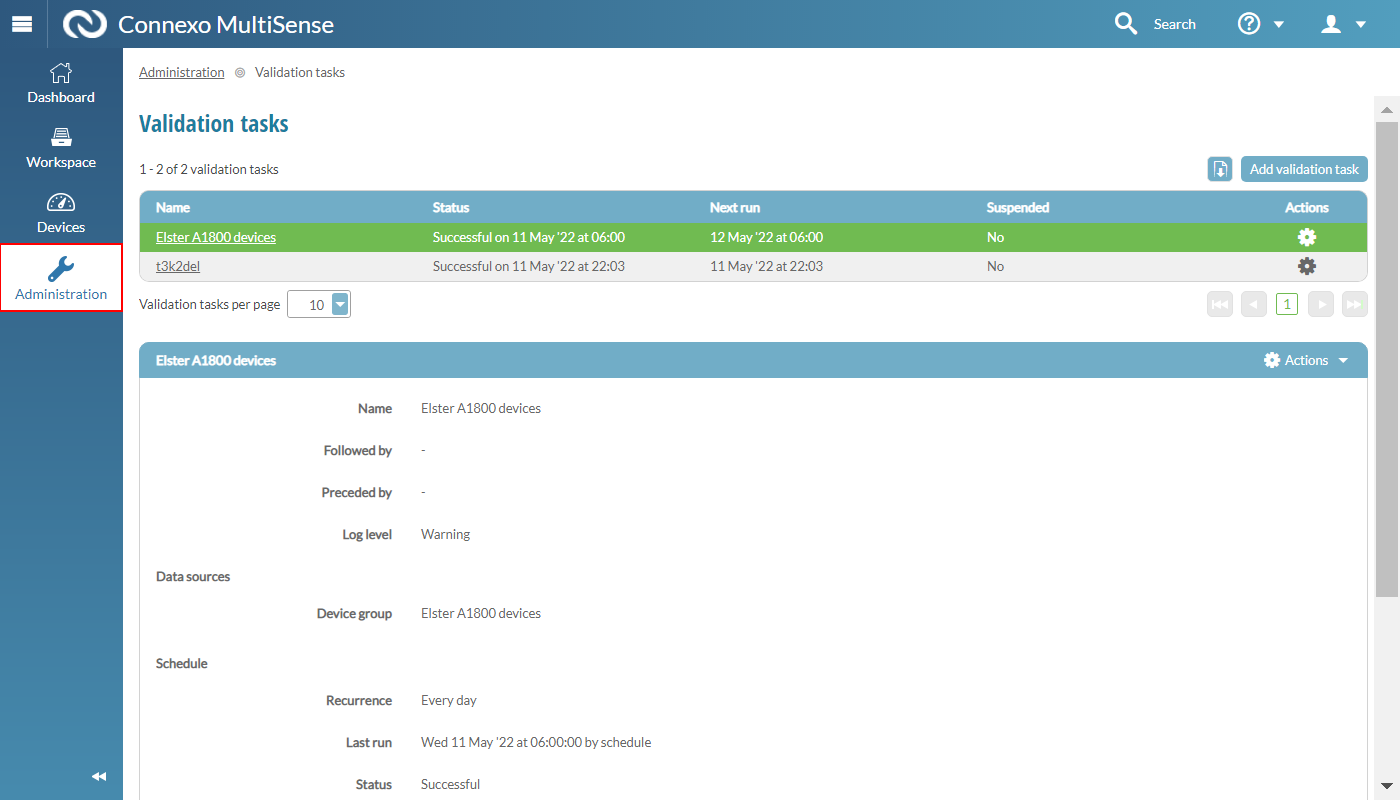 Connexo MultiSense
Search
Dashboard
Workspace
Devices
Administration
Administration Validation tasks
Validation tasks
1 - 2 of 2 validation tasks
Add validation task
Name Status Next run Suspended Actions
Elster A1800 devices Successful on 11 May '22 at 06:00 12 May '22 at 06:00 No
t3k2del Successful on 11 May '22 at 22:03 11 May '22 at 22:03 No
Validation tasks per page 10
1
Elster A1800 devices Actions
Name Elster A1800 devices
Followed by -
Preceded by -
Log level Warning
Data sources
Device group Elster A1800 devices
Schedule
Recurrence Every day
Last run Wed 11 May '22 at 06:00:00 by schedule
Status Successful